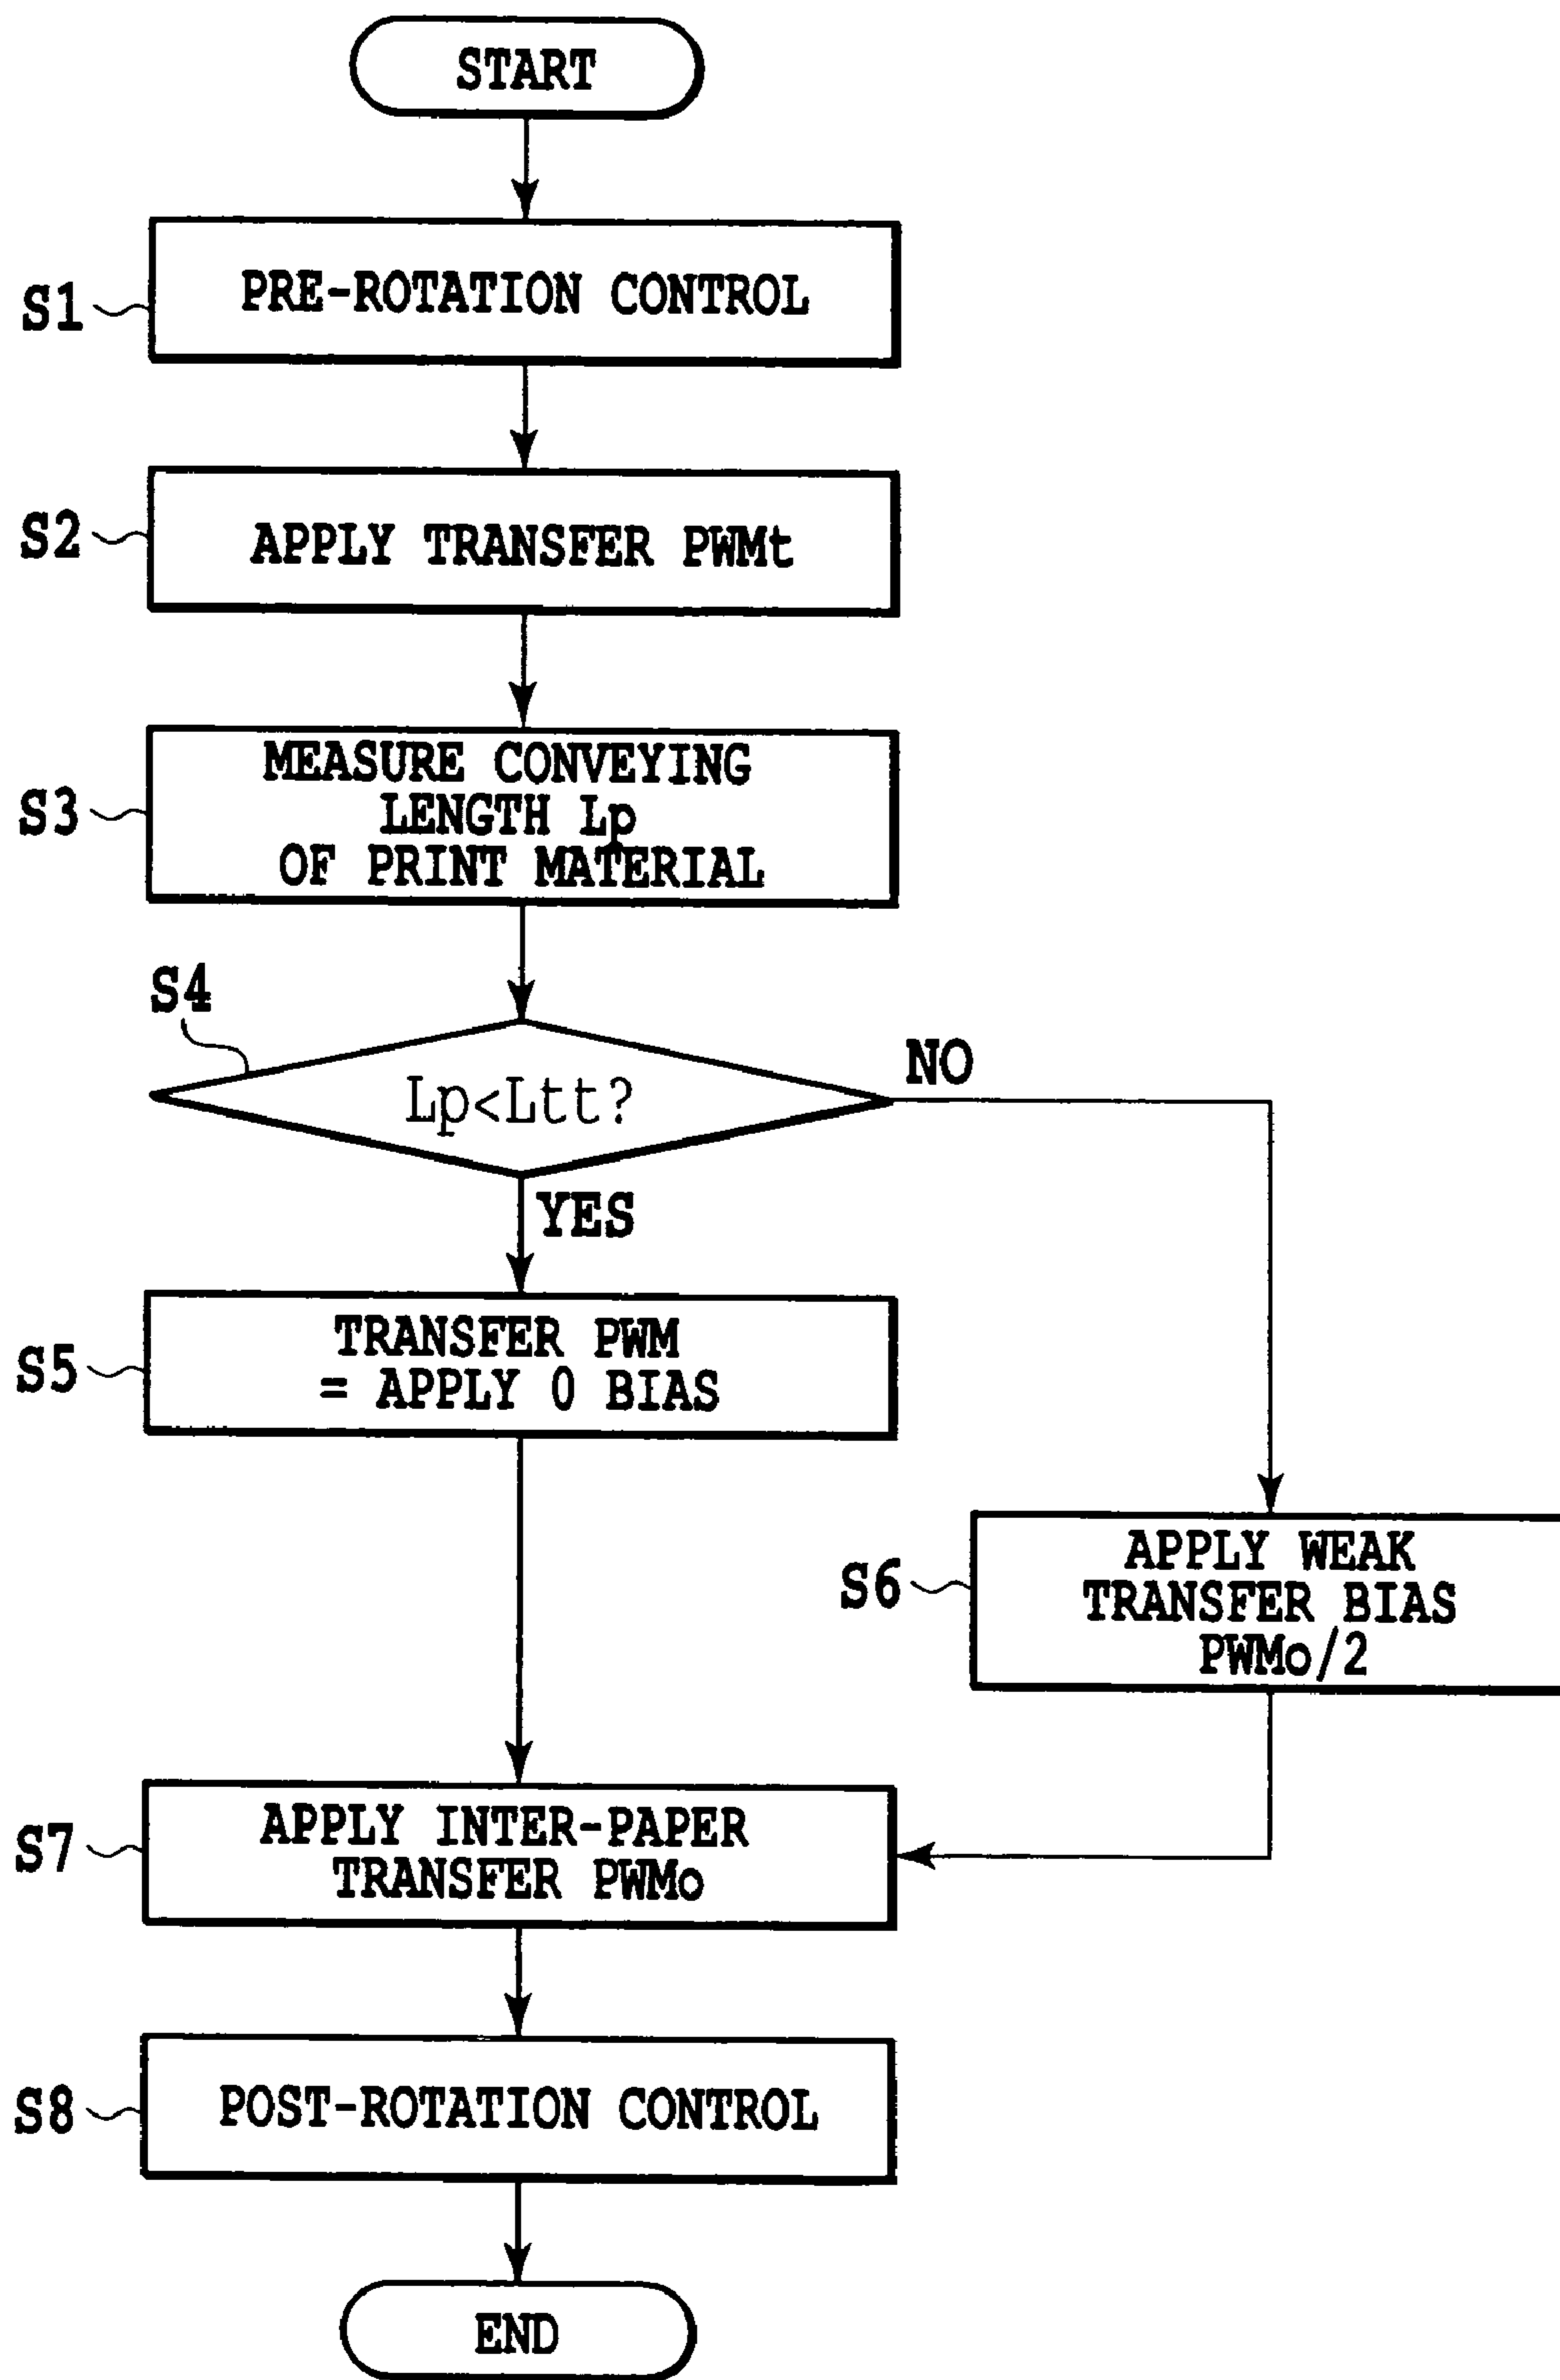 START
S1
PRE-ROTATION CONTROL
S2
APPLY TRANSFER PWMt
S3
MEASURE CONVEYING
LENGTH Lp
OF PRINT MATERIAL
S4
Lp<Ltt?
NO
YES
S5
TRANSFER PWM
= APPLY 0 BIAS
S6
APPLY WEAK
TRANSFER BIAS
PWMo/2
S7
APPLY INTER-PAPER
TRANSFER PWMo
S8
POST-ROTATION CONTROL
END